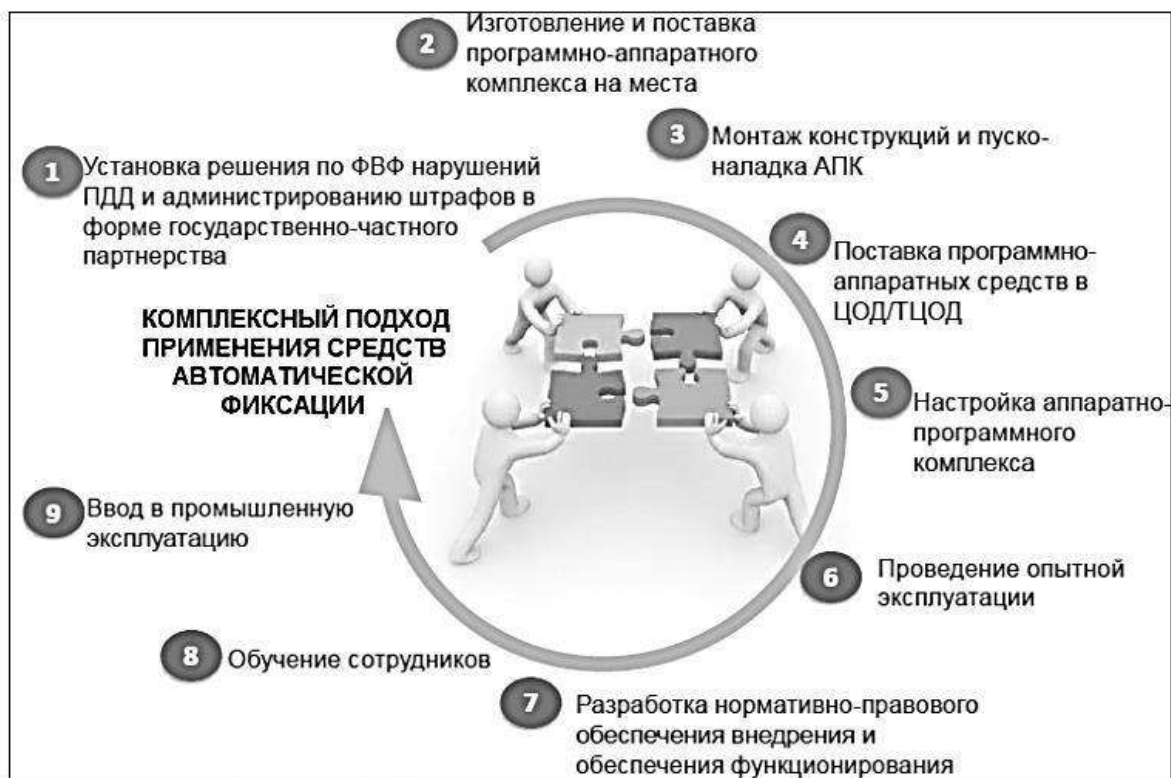 2
Изготовление и поставка
программно-аппаратного
комплекса на места
3
Монтаж конструкций и пуско-
наладка АПК
1
Установка решения по ФВФ нарушений
ПДД и администрированию штрафов в
форме государственно-частного
партнерства
4
Поставка программно-
аппаратных средств в
ЦОД/ТЦОД
КОМПЛЕКСНЫЙ ПОДХОД
ПРИМЕНЕНИЯ СРЕДСТВ
АВТОМАТИЧЕСКОЙ
ФИКСАЦИИ
5
Настройка аппаратно-
программного
комплекса
9
Ввод в промышленную
эксплуатацию
6
Проведение опытной
эксплуатации
8
Обучение сотрудников
7
Разработка нормативно-правового
обеспечения внедрения и
обеспечения функционирования